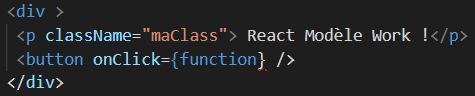 <div >
<p className="maClass"> React Modèle Work !</p>
<button onClick={function} />
</div>